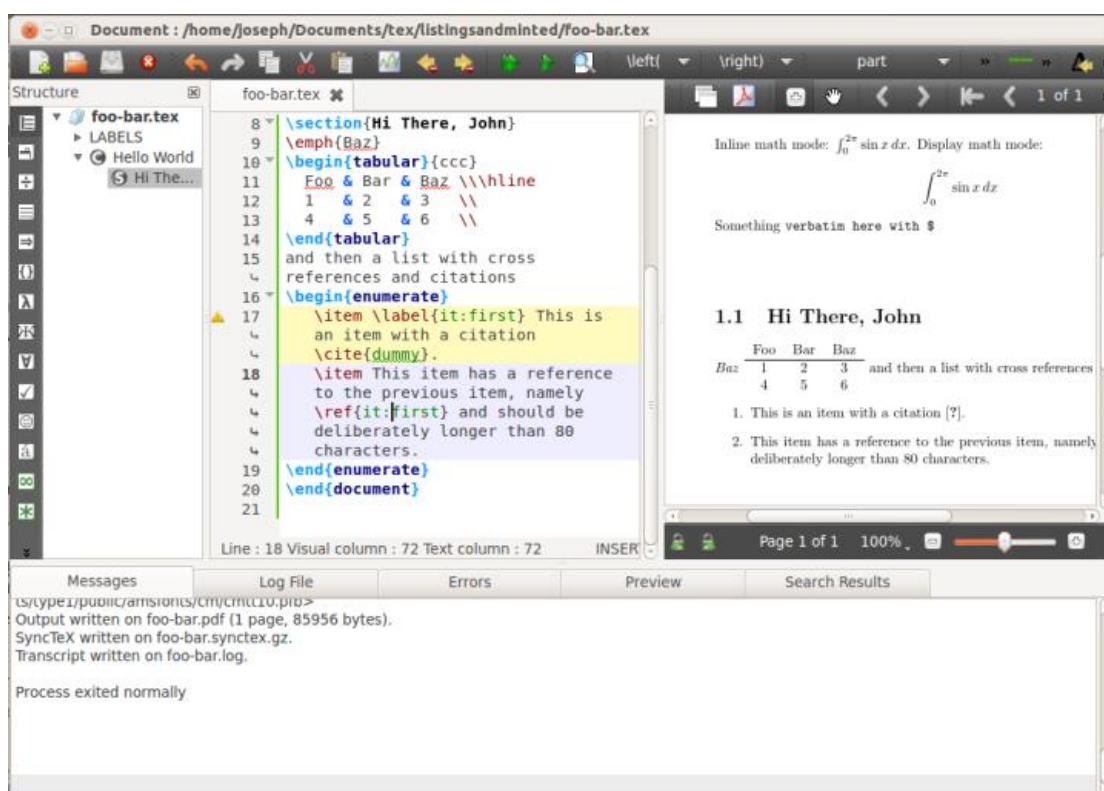 Document : /home/joseph/Documents/tex/listingsandminted/foo-bar.tex
\left( \right) part
Structure
foo-bar.tex
LABELS
Hello World
Hi The...
foo-bar.tex
8 \section{Hi There, John}
9 \emph{Baz}
10 \begin{tabular}{ccc}
11 Foo & Bar & Baz \\\hline
12 1 & 2 & 3 \\
13 4 & 5 & 6 \\
14 \end{tabular}
15 and then a list with cross
references and citations
16 \begin{enumerate}
17 \item \label{it:first} This is
an item with a citation
\cite{dummy}.
18 \item This item has a reference
to the previous item, namely
\ref{it:first} and should be
deliberately longer than 80
characters.
19 \end{enumerate}
20 \end{document}
21
Line : 18 Visual column : 72 Text column : 72 INSER
1 of 1
Inline math mode: ∫₀^{2π} sin x dx. Display math mode:
∫₀^{2π} sin x dx
Something verbatim here with $
1.1 Hi There, John
Foo Bar Baz
Baz 1 2 3 and then a list with cross references
4 5 6
1. This is an item with a citation [?].
2. This item has a reference to the previous item, namely
deliberately longer than 80 characters.
Page 1 of 1 100%
Messages Log File Errors Preview Search Results
ts/type1/public/amsfonts/cm/cmtt10.pfb>
Output written on foo-bar.pdf (1 page, 85956 bytes).
SyncTeX written on foo-bar.synctex.gz.
Transcript written on foo-bar.log.
Process exited normally